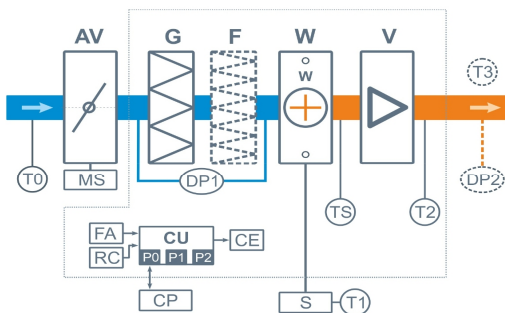 AV G F W V
W
T3
T0 MS DP1 TS T2 DP2
FA CU CE
RC P0 P1 P2
CP S T1